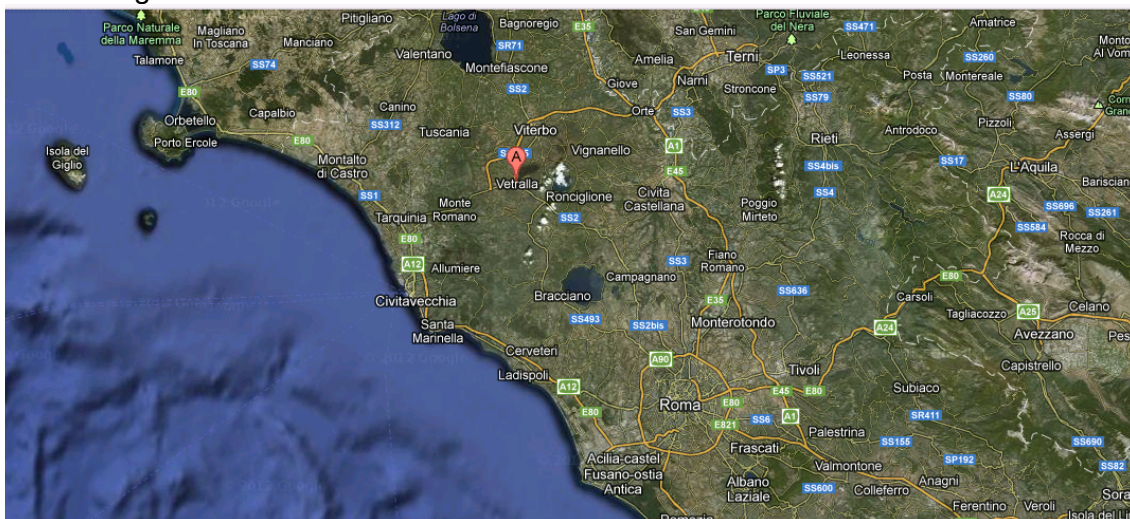 Parco Naturale
della Maremma
Talamone
Magliano
In Toscana
Manciano
Pitigliano
Lago di
Bolsena
Bagnoregio
E35
San Gemini
Parco Fluviale
del Nera
SS471
Amatrice
SS74
Valentano
SR71
Montefiascone
Amelia
Terni
Leonessa
SS260
E80
Giove
Narni
SP3
SS521
Posta
Montereale
Stroncone
SS79
SS80
Orbetello
Capalbio
Canino
SS2
Orte
SS3
Porto Ercole
E80
SS312
Tuscania
Viterbo
Rieti
Antrodoco
Pizzoli
Assergi
Isola del
Giglio
Montalto
di Castro
A
Vignanello
A1
E45
SS4bis
SS17
L'Aquila
SS1
Vetralla
Ronciglione
Civita
Castellana
SS4
Poggio
Mirteto
A24
Tarquinia
Monte
Romano
SS2
SS696
SS261
SS584
Rocca di
Mezzo
E80
A12
Allumiere
SS3
Fiano
Romano
Campagnano
E80
Civitavecchia
Bracciano
E35
SS636
Carsoli
Celano
Santa
Marinella
SS493
SS2bis
Monterotondo
Tagliacozzo
A25
A24
Avezzano
Cerveteri
A90
Ladispoli
Tivoli
Capistrello
A12
E45
E80
Subiaco
Roma
E80
E80
SS6
A1
SR411
E821
Palestrina
SS155
SS690
Frascati
SP192
Acilia-castel
Fusano-ostia
Antica
Valmontone
SS82
Albano
Laziale
SS600
Colleferro
Anagni
Ferentino
Veroli